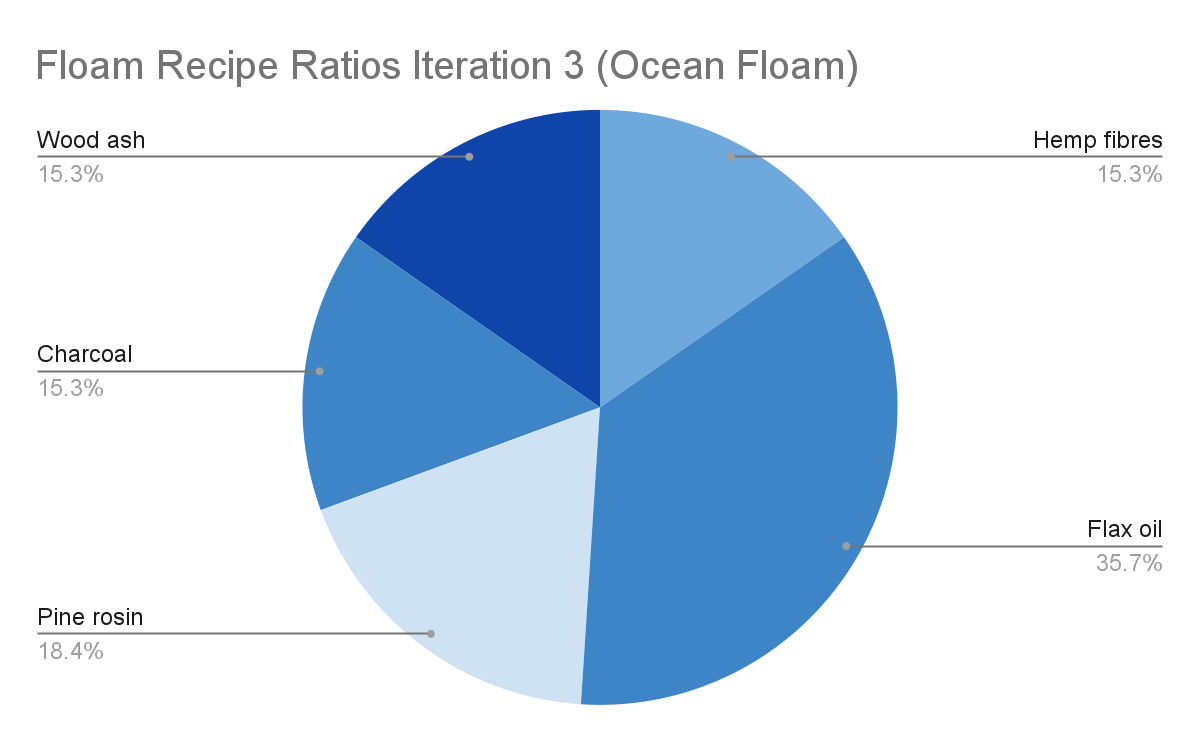 Floam Recipe Ratios Iteration 3 (Ocean Floam)
Wood ash
15.3%
Hemp fibres
15.3%
Charcoal
15.3%
Flax oil
35.7%
Pine rosin
18.4%